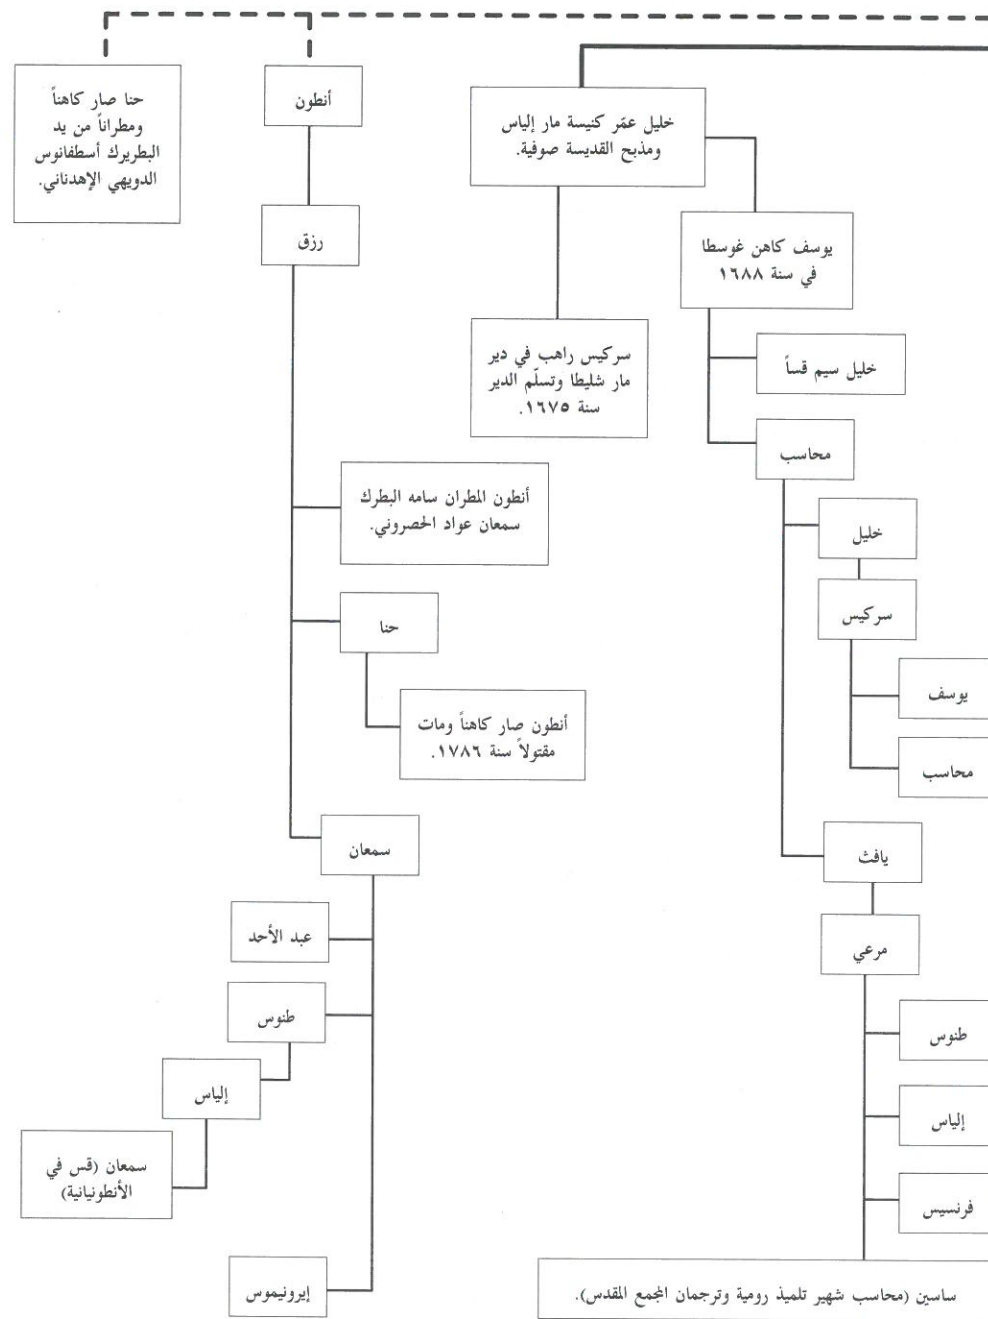 خليل عمّر كنيسة مار إلياس
ومذبح القديسة صوفية.
يوسف كاهن غوسطا
في سنة ١٦٨٨
سركيس راهب في دير
مار شليطا وتسلّم الدير
سنة ١٦٧٥.
خليل سيم قساً
محاسب
خليل
سركيس
يوسف
محاسب
يافث
مرعي
طنوس
إلياس
فرنسيس
ساسين (محاسب شهير تلميذ رومية وترجمان المجمع المقدس).
أنطون
رزق
أنطون المطران سامه البطرك
سمعان عواد الحصروني.
حنا
أنطون صار كاهناً ومات
مقتولاً سنة ١٧٨٦.
سمعان
عبد الأحد
طنوس
إلياس
سمعان (قس في
الأنطونيانية)
إيرونيموس
حنا صار كاهناً
ومطراناً من يد
البطريرك أسطفانوس
الدويهي الإهدناني.